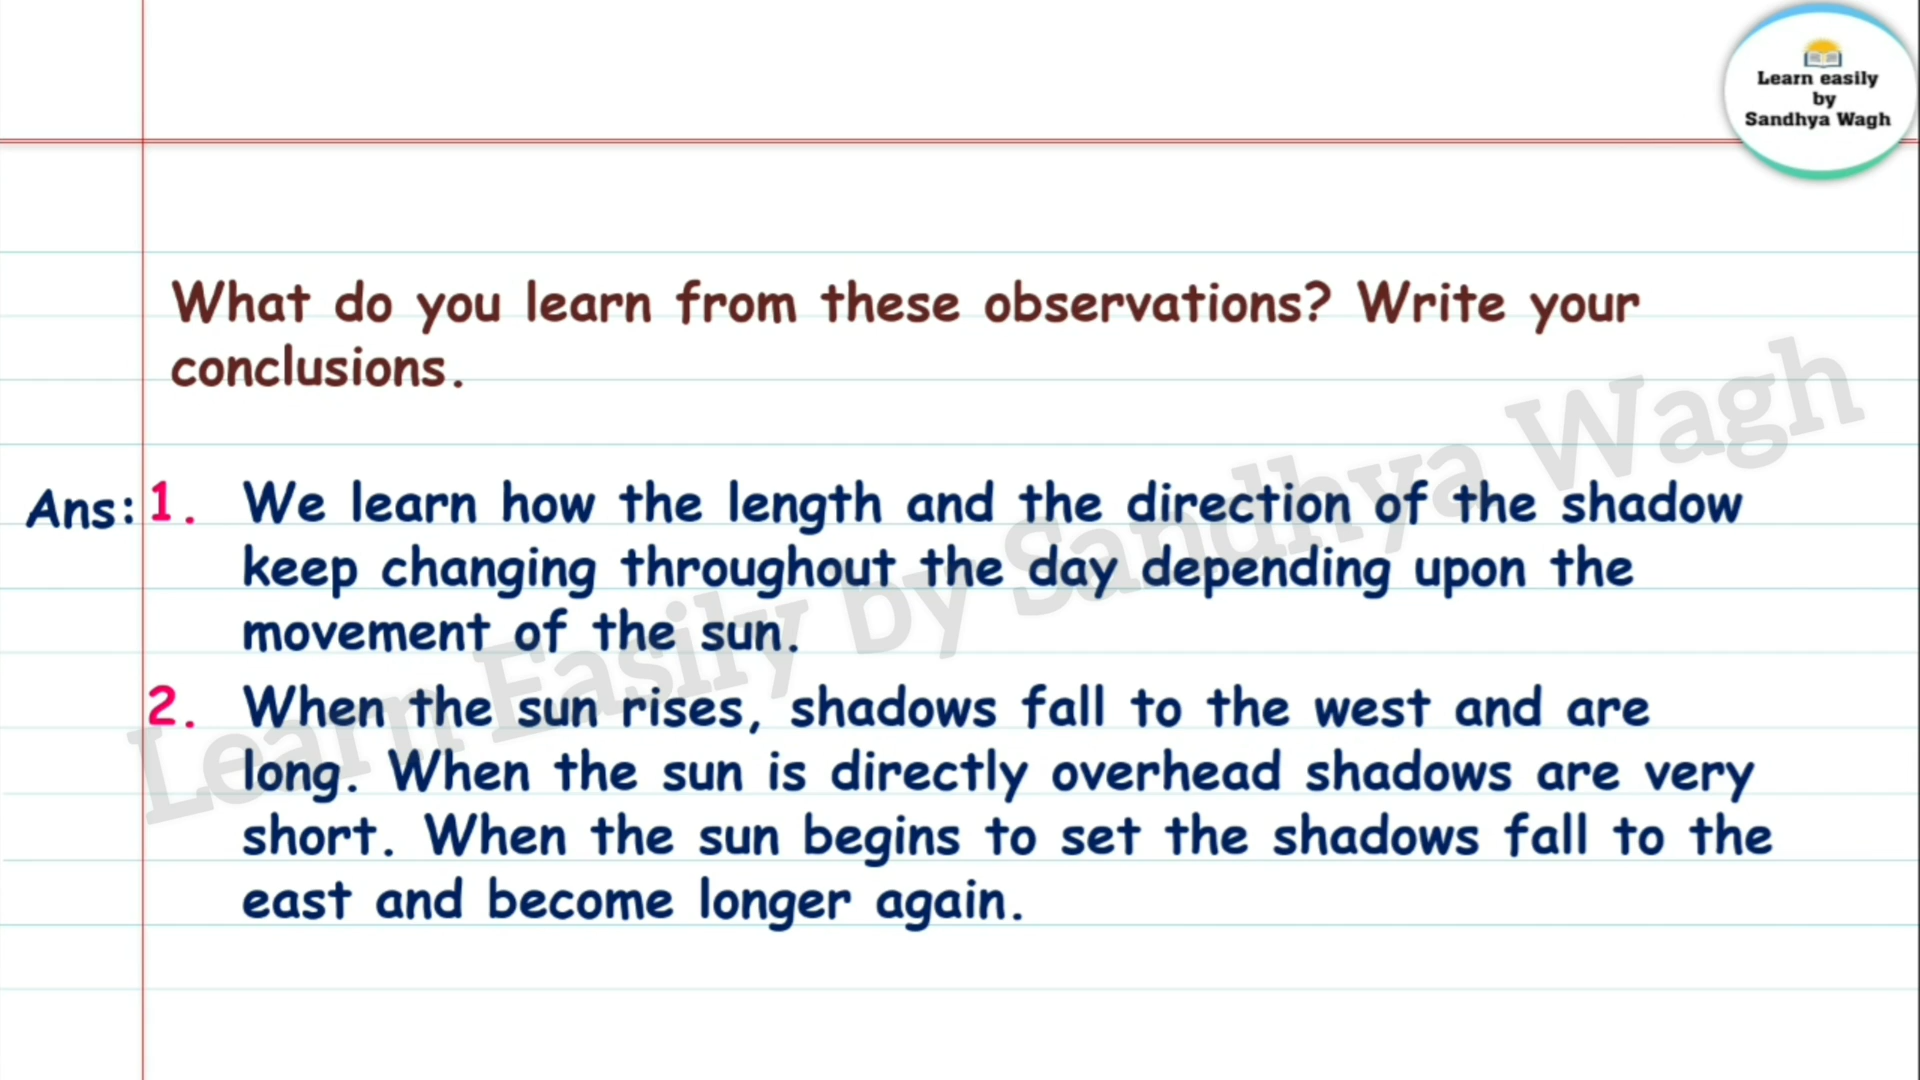 Learn easily
by
Sandhya Wagh
What do you learn from these observations? Write your
conclusions.
Ans: 1. We learn how the length and the direction of the shadow
keep changing throughout the day depending upon the
movement of the sun.
2. When the sun rises, shadows fall to the west and are
long. When the sun is directly overhead shadows are very
short. When the sun begins to set the shadows fall to the
east and become longer again.
Learn Easily by Sandhya Wagh